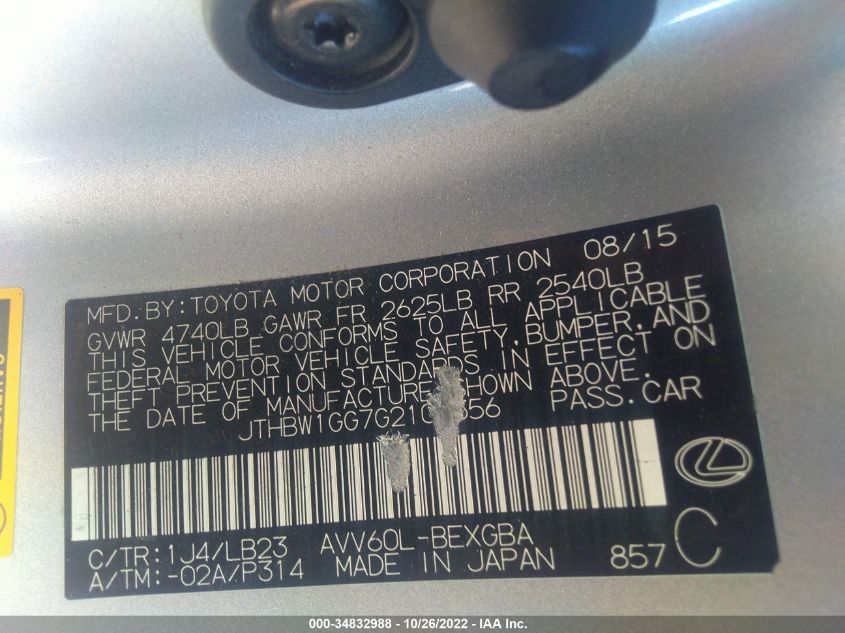 MFD. BY: TOYOTA MOTOR CORPORATION 08/15
GVWR 4740LB GAWR FR 2625LB RR 2540LB
THIS VEHICLE CONFORMS TO ALL APPLICABLE
FEDERAL MOTOR VEHICLE SAFETY, BUMPER, AND
THEFT PREVENTION STANDARDS IN EFFECT ON
THE DATE OF MANUFACTURE SHOWN ABOVE.
PASS. CAR
C/TR: 1J4/LB23 AVV60L-BEXGBA
A/TM: -02A/P314 MADE IN JAPAN 857 C
000-34832988 - 10/26/2022 - IAA Inc.